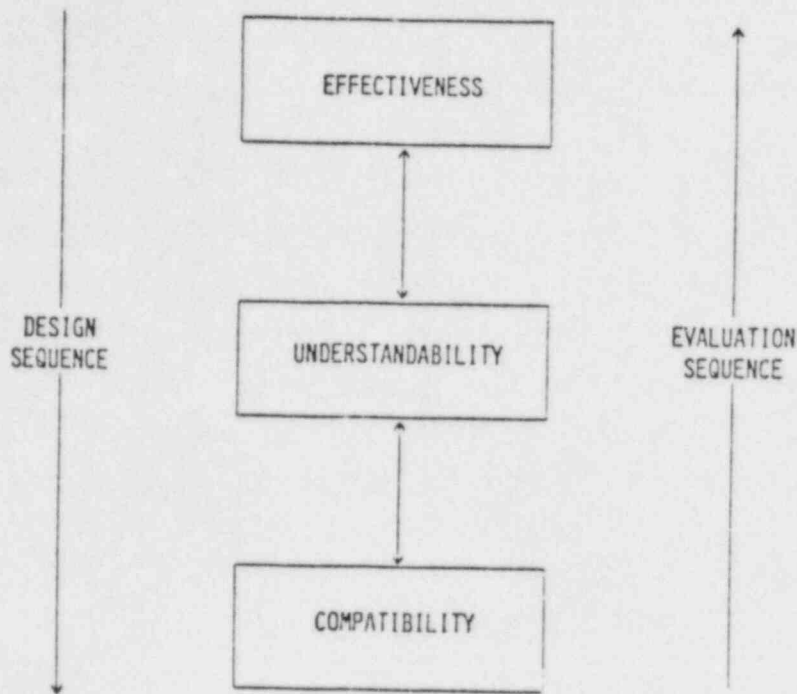 EFFECTIVENESS
DESIGN
SEQUENCE
UNDERSTANDABILITY
EVALUATION
SEQUENCE
COMPATIBILITY